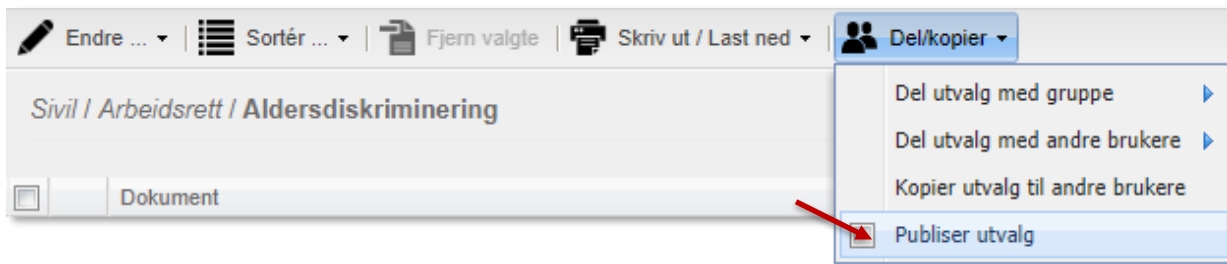 Endre ... Sortér ... Fjern valgte Skriv ut / Last ned Del/kopier
Sivil / Arbeidsrett / Aldersdiskriminering
Dokument
Del utvalg med gruppe
Del utvalg med andre brukere
Kopier utvalg til andre brukere
Publiser utvalg